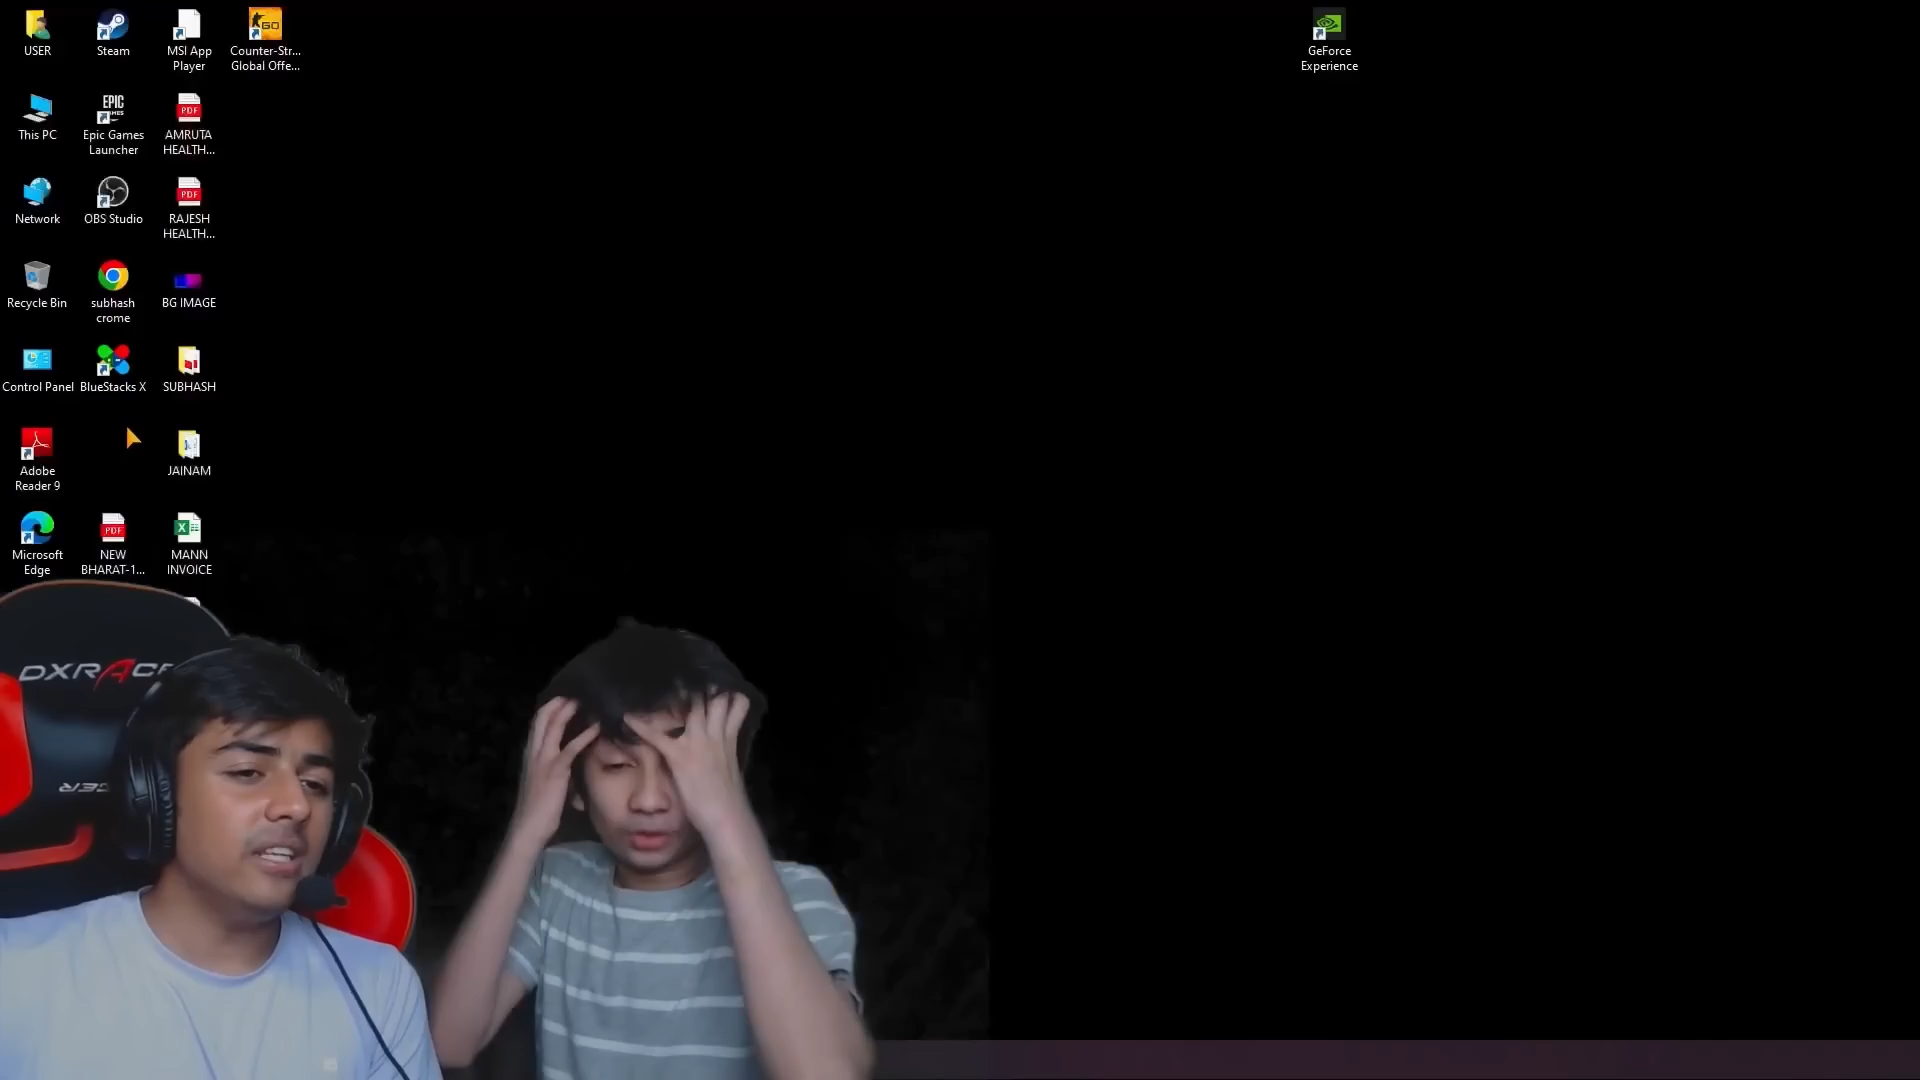 USER
Steam
MSI App
Player
Counter-Str...
Global Offe...
GeForce
Experience
This PC
Epic Games
Launcher
AMRUTA
HEALTH...
Network
OBS Studio
RAJESH
HEALTH...
Recycle Bin
subhash
crome
BG IMAGE
Control Panel
BlueStacks X
SUBHASH
Adobe
Reader 9
JAINAM
Microsoft
Edge
NEW
BHARAT-1...
MANN
INVOICE
GO
EPIC
PDF
PDF
PDF
DXRACE